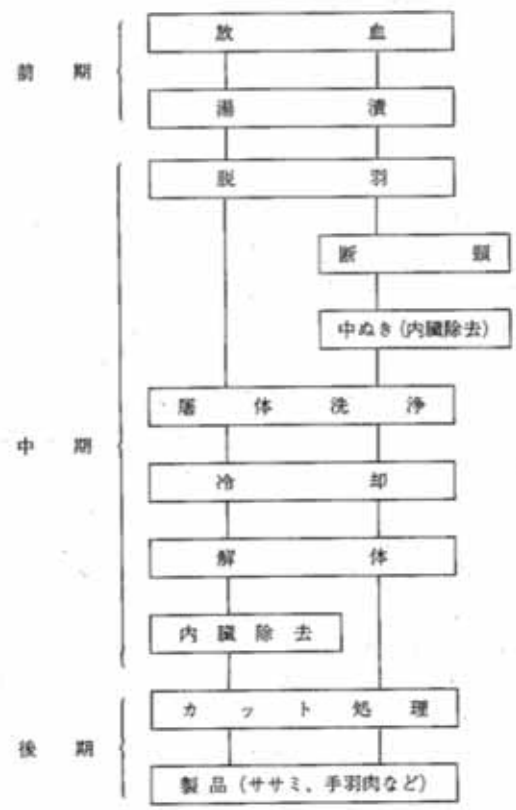 放血
前期
湯漬
脱羽
断頸
中ぬき(内臓除去)
屠体洗浄
中期
冷却
解体
内臓除去
カット処理
後期
製品(ササミ、手羽肉など)